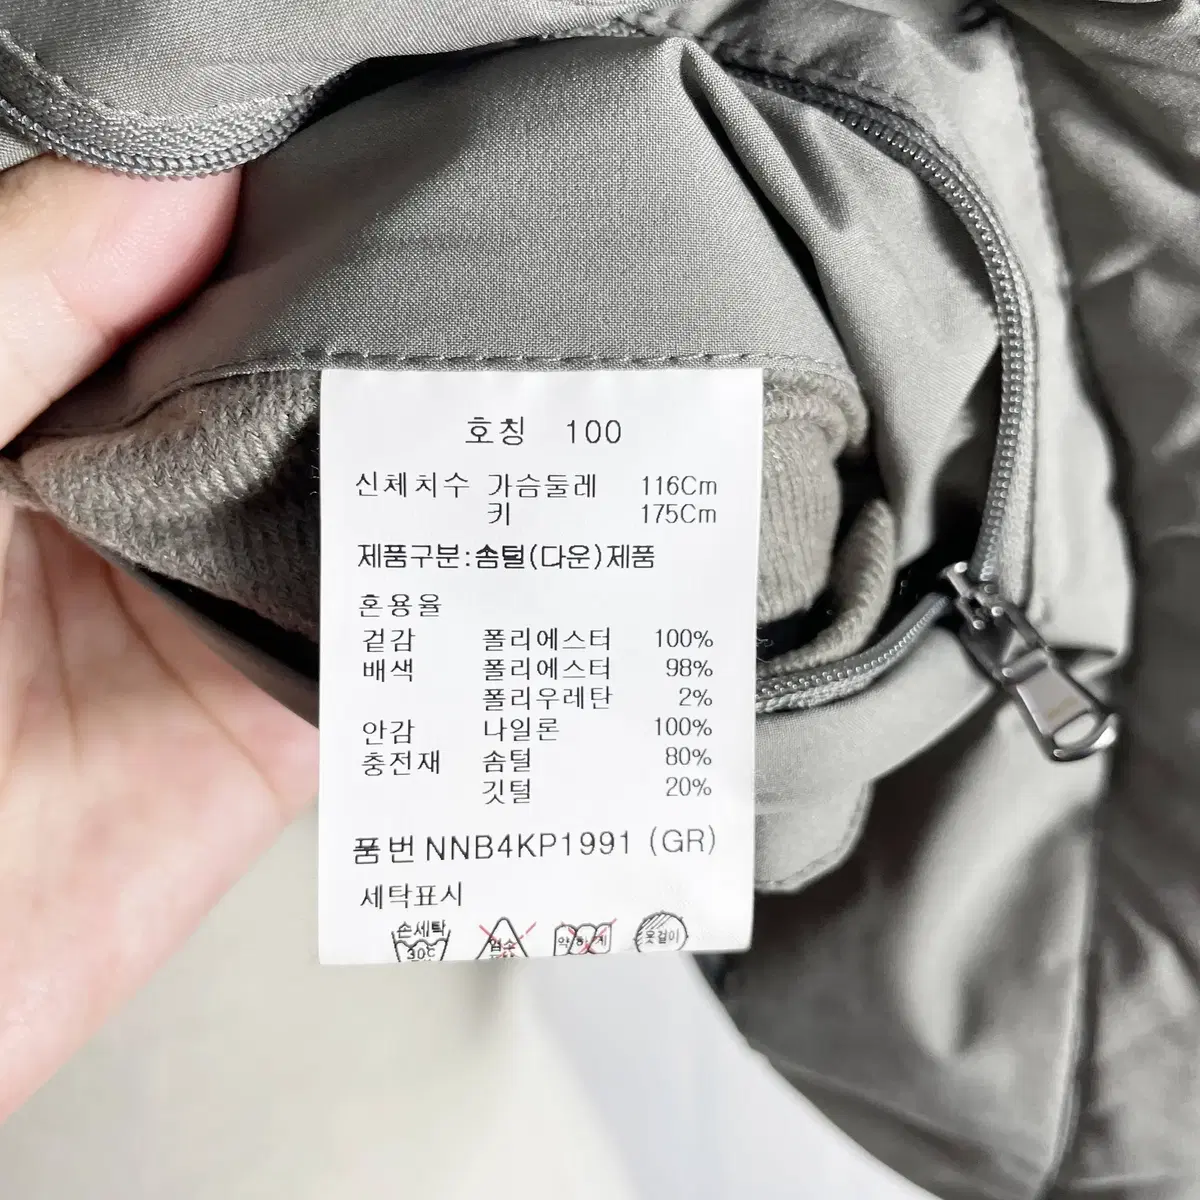 호칭 100
신체치수 가슴둘레 116Cm
키 175Cm
제품구분:솜털(다운)제품
혼용율
겉감 폴리에스터 100%
배색 폴리에스터 98%
폴리우레탄 2%
안감 나일론 100%
충전재 솜털 80%
깃털 20%
품번 NNB4KP1991 (GR)
세탁표시
손세탁 약하게 옷걸이
30℃